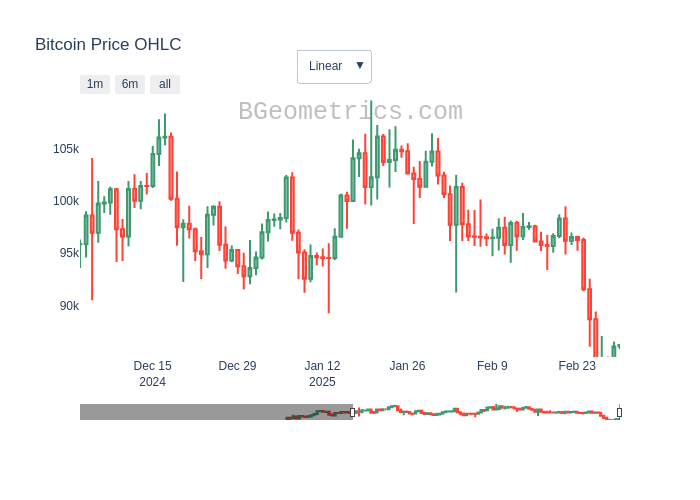 Bitcoin Price OHLC
Linear ▼
1m 6m all
BGeometrics.com
105k
100k
95k
90k
Dec 15 Dec 29 Jan 12 Jan 26 Feb 9 Feb 23
2024 2025